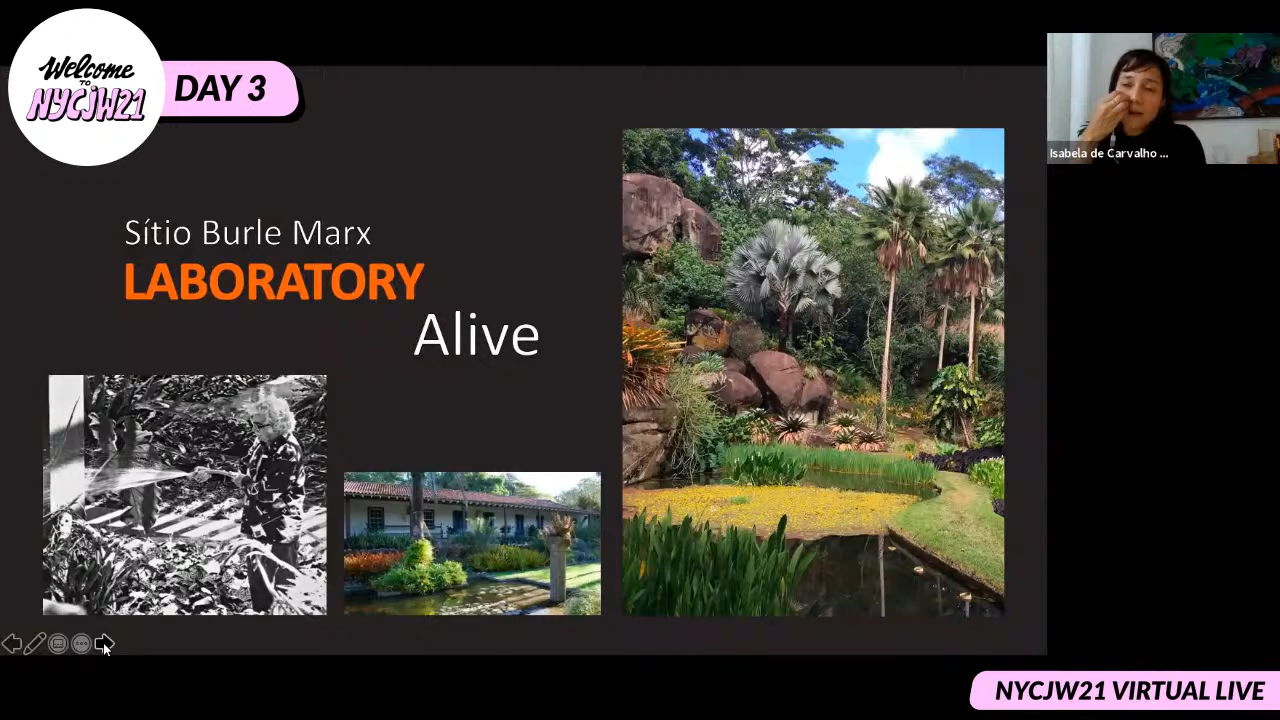 Welcome
TO
NYCJW21
DAY 3
Sítio Burle Marx
LABORATORY
Alive
Isabela de Carvalho ...
NYCJW21 VIRTUAL LIVE